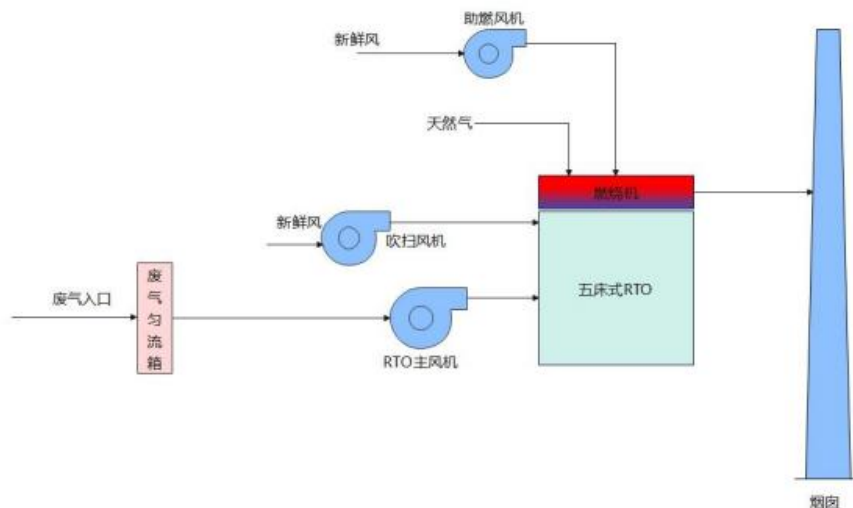 助燃风机
新鲜风
天然气
燃烧机
新鲜风
吹扫风机
废气入口
废气匀流箱
五床式RTO
RTO主风机
烟囱